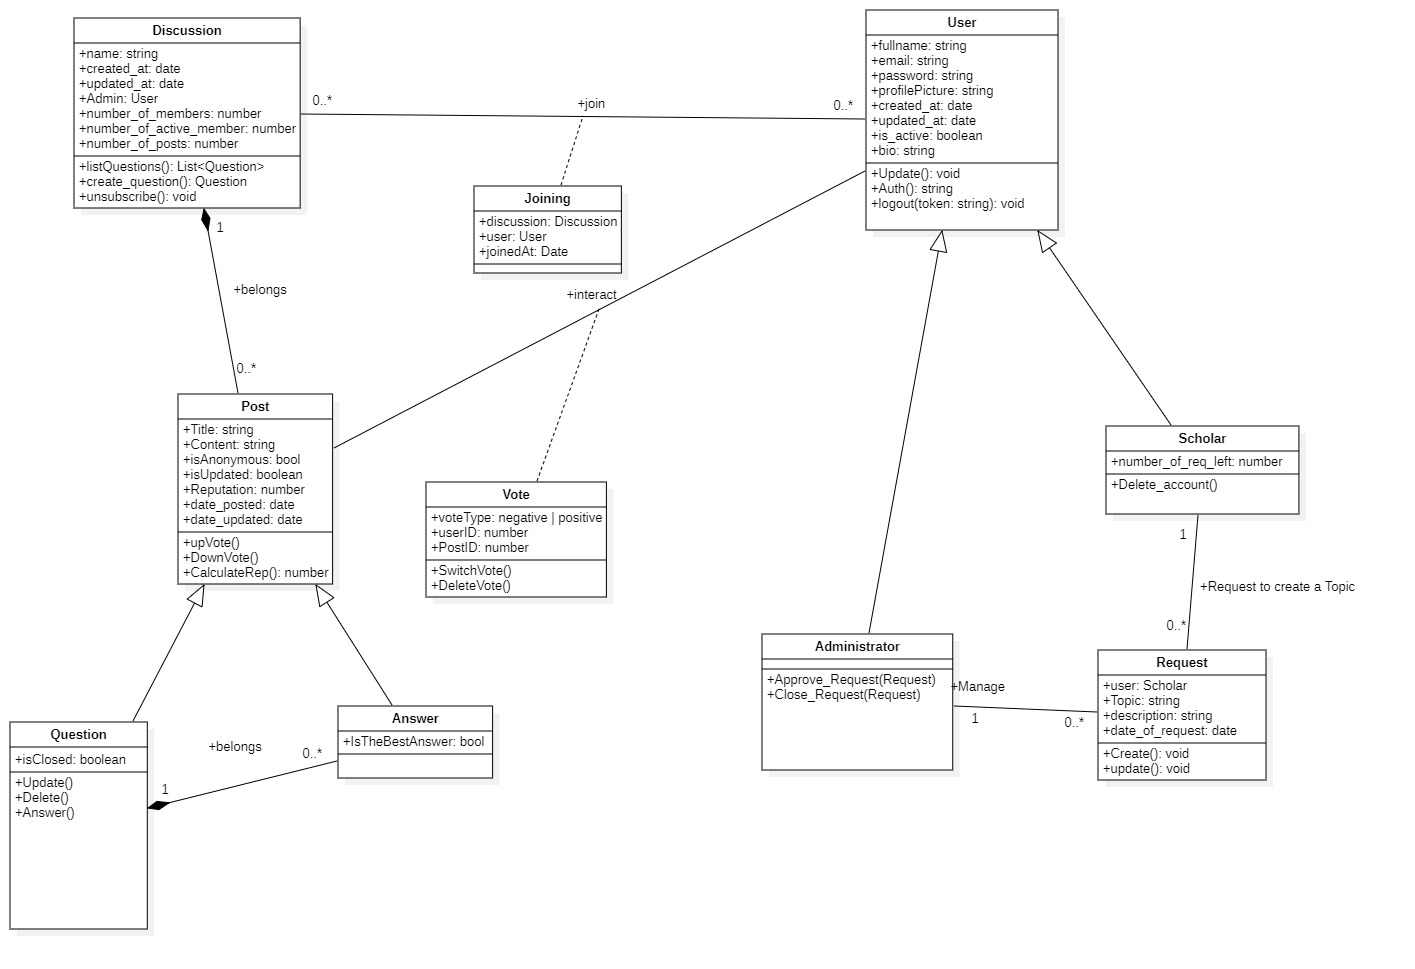 Discussion
+name: string
+created_at: date
+updated_at: date
+Admin: User
+number_of_members: number
+number_of_active_member: number
+number_of_posts: number
+listQuestions(): List<Question>
+create_question(): Question
+unsubscribe(): void
0..*
+join
0..*
User
+fullname: string
+email: string
+password: string
+profilePicture: string
+created_at: date
+updated_at: date
+is_active: boolean
+bio: string
+Update(): void
+Auth(): string
+logout(token: string): void
Joining
+discussion: Discussion
+user: User
+joinedAt: Date
1
+belongs
0..*
+interact
Post
+Title: string
+Content: string
+isAnonymous: bool
+isUpdated: boolean
+Reputation: number
+date_posted: date
+date_updated: date
+upVote()
+DownVote()
+CalculateRep(): number
Vote
+voteType: negative | positive
+userID: number
+PostID: number
+SwitchVote()
+DeleteVote()
Scholar
+number_of_req_left: number
+Delete_account()
1
+Request to create a Topic
0..*
Administrator
+Approve_Request(Request)
+Close_Request(Request)
+Manage
1
0..*
Request
+user: Scholar
+Topic: string
+description: string
+date_of_request: date
+Create(): void
+update(): void
Question
+isClosed: boolean
+Update()
+Delete()
+Answer()
+belongs
1
0..*
Answer
+IsTheBestAnswer: bool